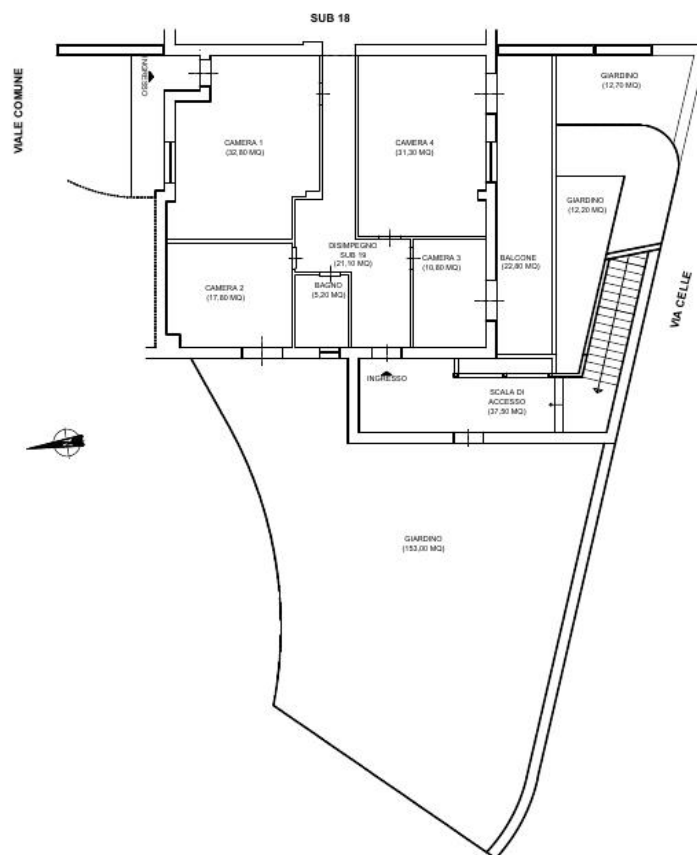 SUB 18
VIALE COMUNE
INGRESSO
GIARDINO
(12,70 MQ)
CAMERA 1
(32,80 MQ)
CAMERA 4
(31,30 MQ)
GIARDINO
(12,20 MQ)
DISIMPEGNO
SUB 19
(21,10 MQ)
CAMERA 3
(10,80 MQ)
BALCONE
(22,80 MQ)
CAMERA 2
(17,80 MQ)
BAGNO
(5,20 MQ)
VIA CELLE
INGRESSO
SCALA DI
ACCESSO
(37,50 MQ)
GIARDINO
(153,00 MQ)